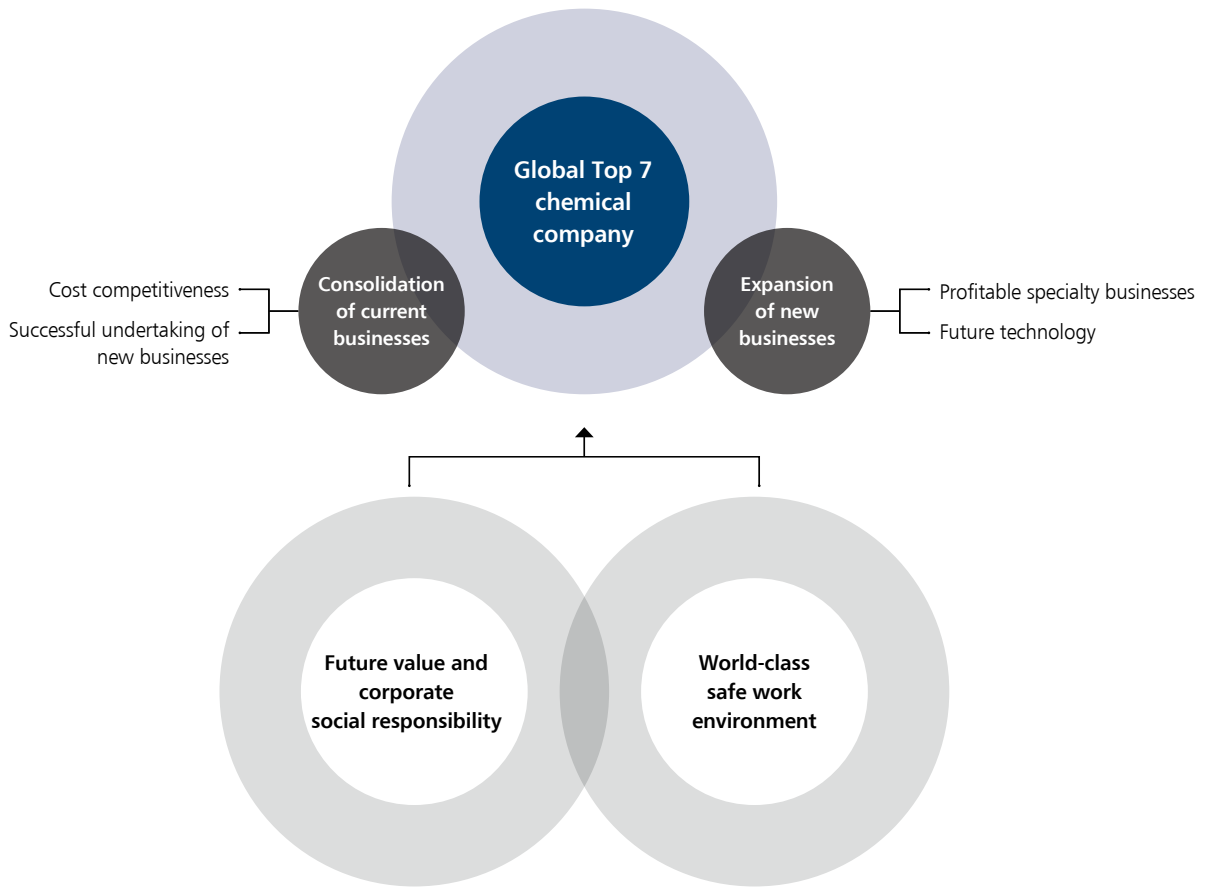 Global Top 7
chemical
company
Consolidation
of current
businesses
Cost competitiveness
Successful undertaking of
new businesses
Expansion
of new
businesses
Profitable specialty businesses
Future technology
Future value and
corporate
social responsibility
World-class
safe work
environment